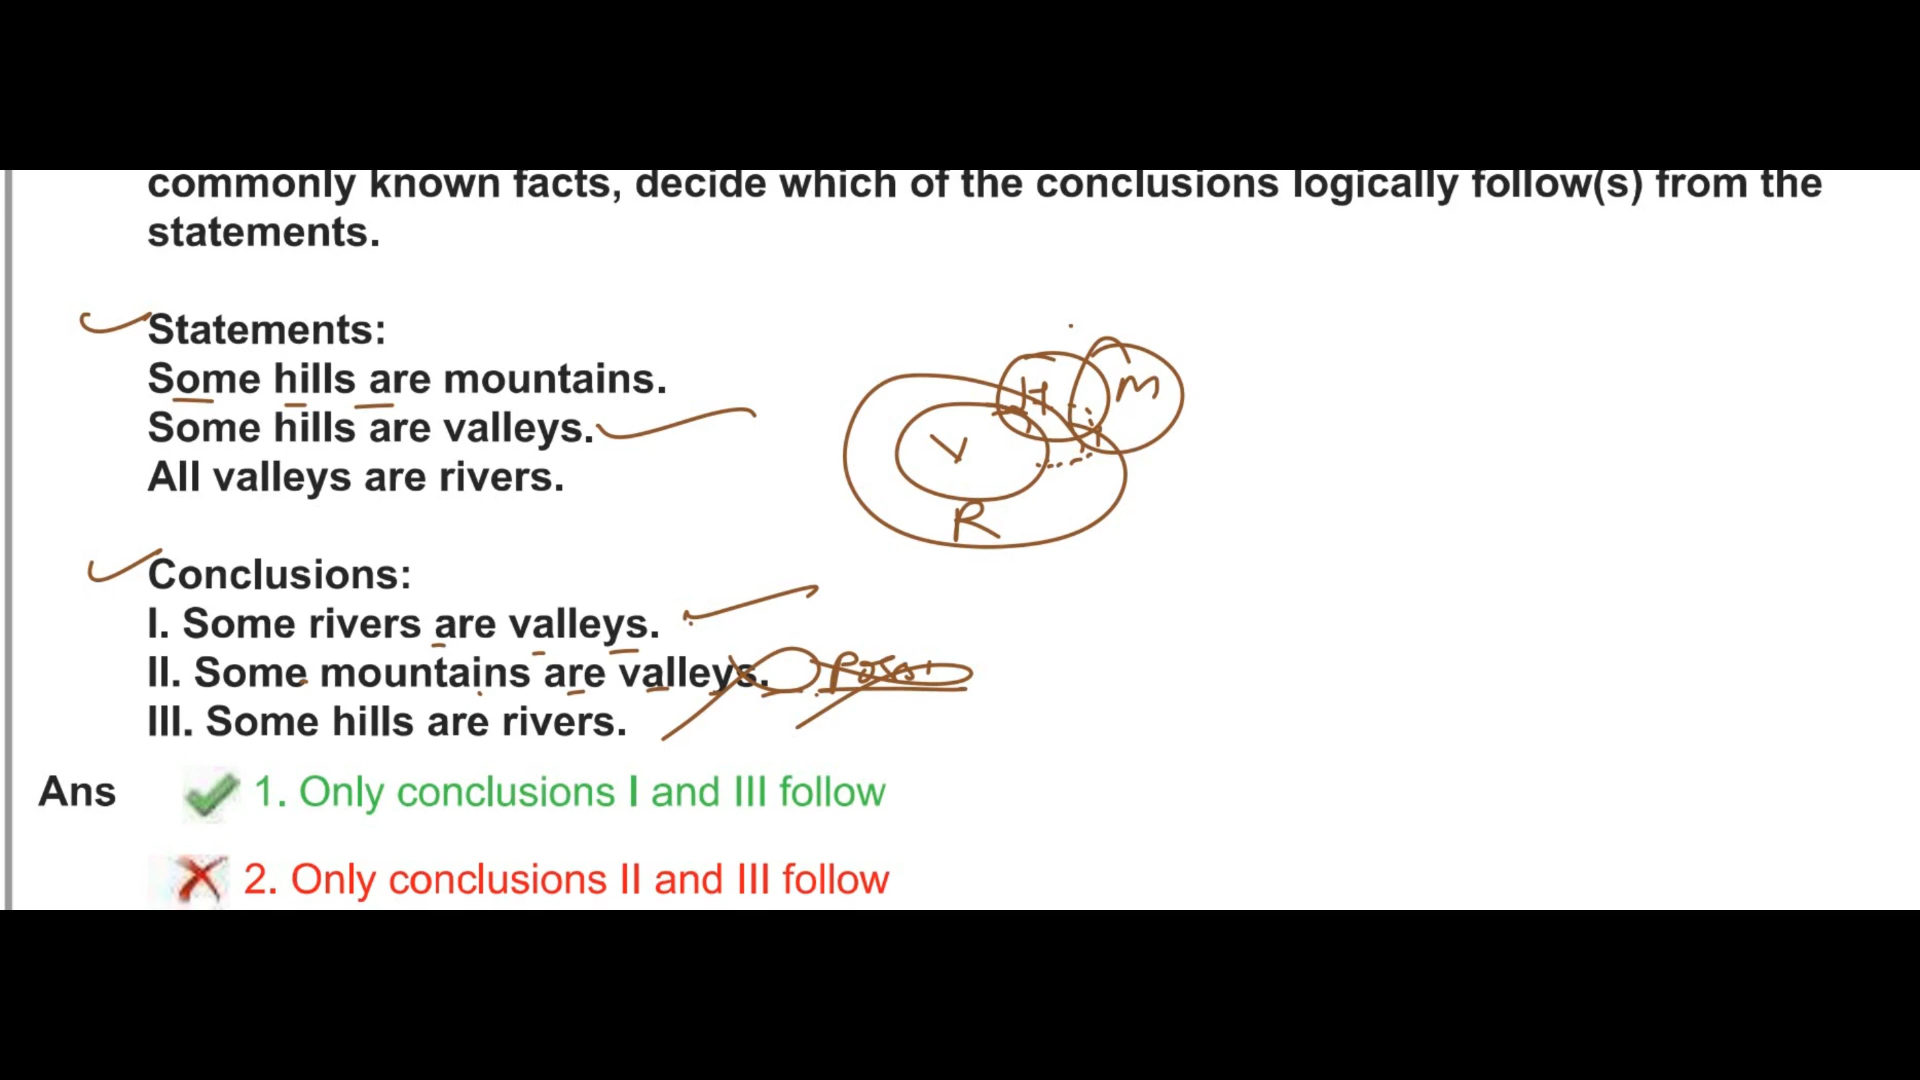 commonly known facts, decide which of the conclusions logically follow(s) from the
statements.
Statements:
Some hills are mountains.
Some hills are valleys.
All valleys are rivers.
H
M
V
R
Conclusions:
I. Some rivers are valleys.
II. Some mountains are valleys.
III. Some hills are rivers.
Ans 1. Only conclusions I and III follow
2. Only conclusions II and III follow